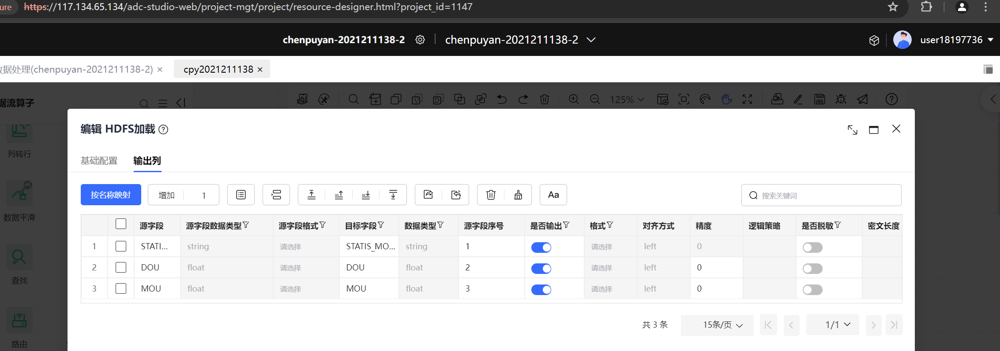 ure https://117.134.65.134/adc-studio-web/project-mgt/project/resource-designer.html?project_id=1147
chenpuyan-2021211138-2 chenpuyan-2021211138-2 user18197736
据处理(chenpuyan-2021211138-2) × cpy2021211138 ×
据流算子 125%
编辑 HDFS加载
列转行
基础配置 输出列
按名称映射 增加 1 Aa 搜索关键词
数据平滑
源字段 源字段数据类型 源字段格式 目标字段 数据类型 源字段序号 是否输出 格式 对齐方式 精度 逻辑策略 是否脱敏 密文长度
1 STATI... string 请选择 STATIS_MO... string 1 请选择 left 0
2 DOU float 请选择 DOU float 2 请选择 left 0
查找
3 MOU float 请选择 MOU float 3 请选择 left 0
共 3 条 15条/页 1/1
路由